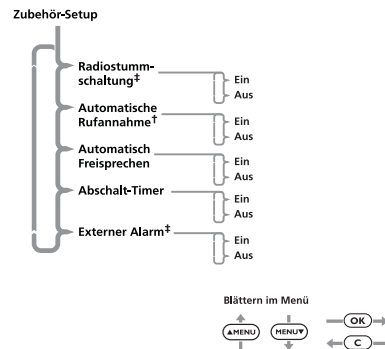 Zubehör-Setup
Radiostumm-
schaltung‡
Ein
Aus
Automatische
Rufannahme†
Ein
Aus
Automatisch
Freisprechen
Ein
Aus
Abschalt-Timer
Ein
Aus
Externer Alarm‡
Ein
Aus
Blättern im Menü
▲MENU
MENU▼
OK
C